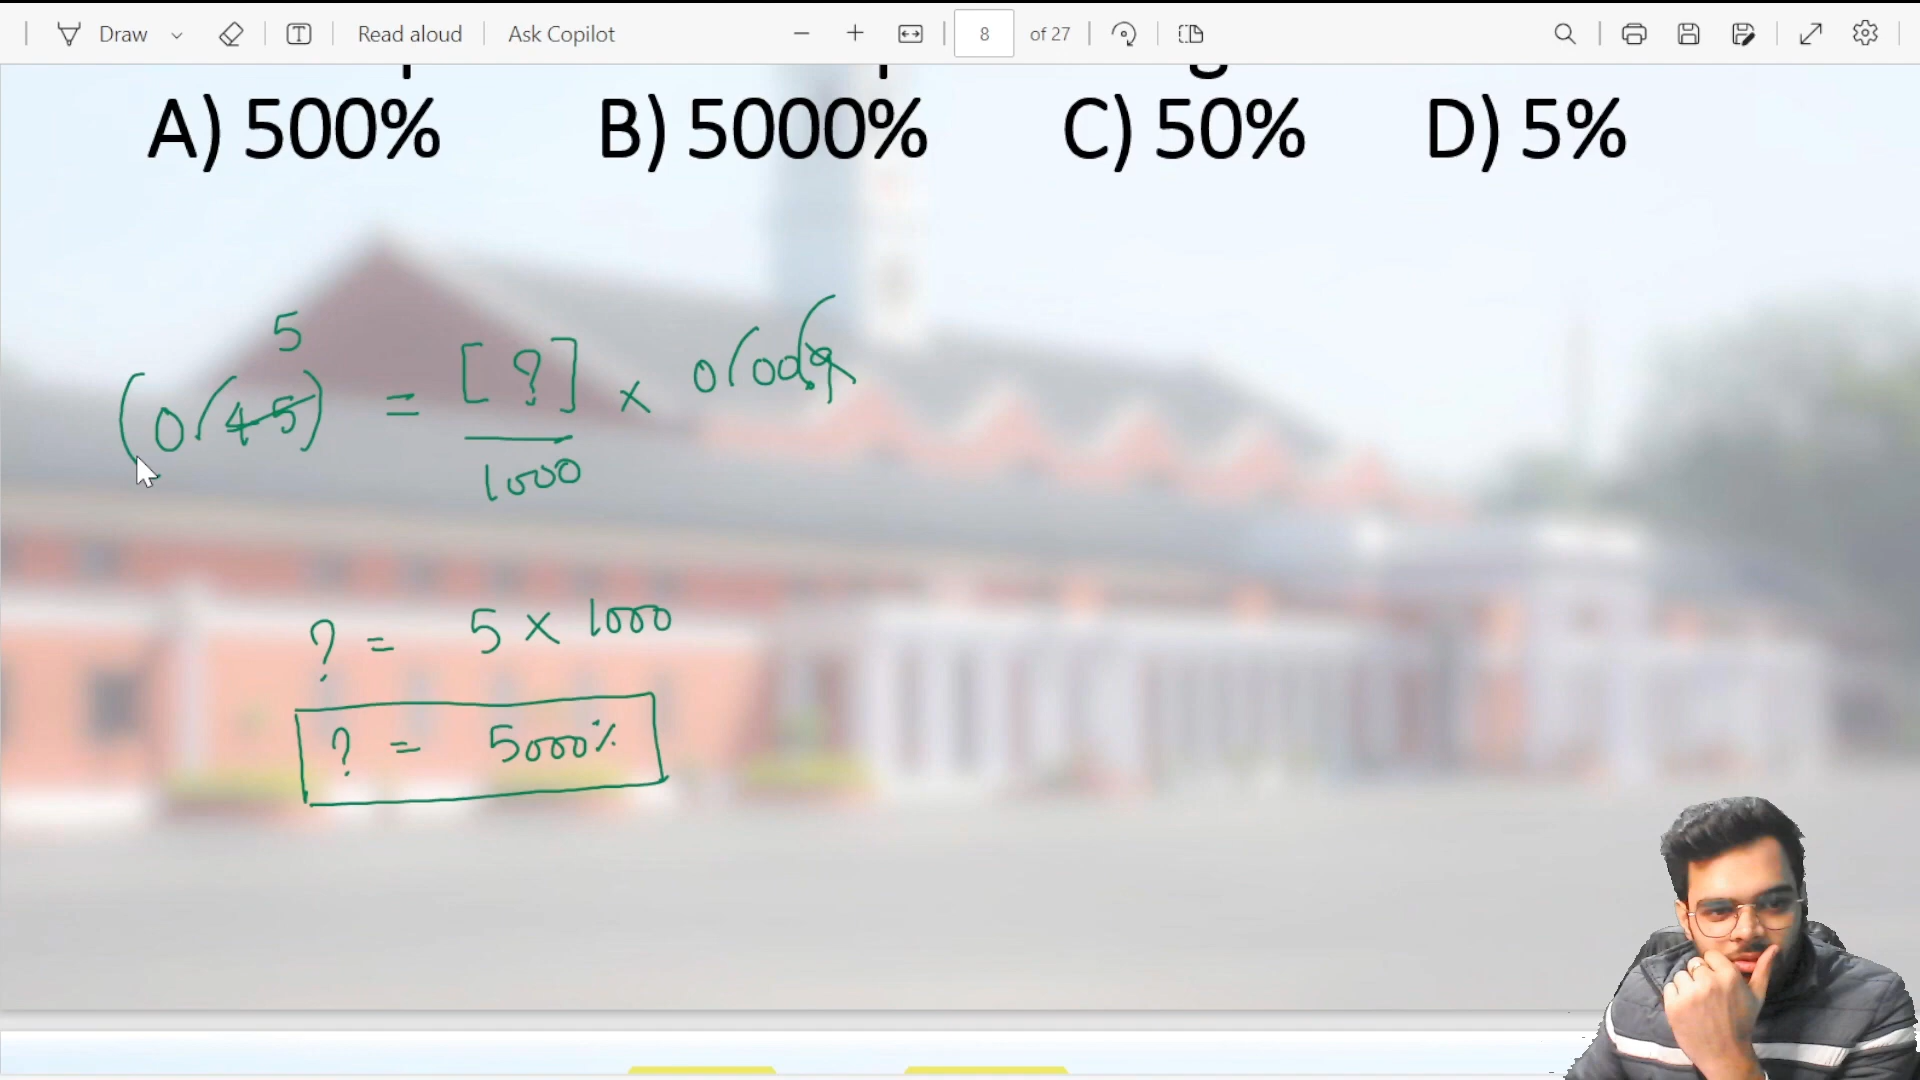 Draw Read aloud Ask Copilot 8 of 27
A) 500% B) 5000% C) 50% D) 5%
5
(0/45) = [?] × 0/009
1000
? = 5 × 1000
? = 5000%